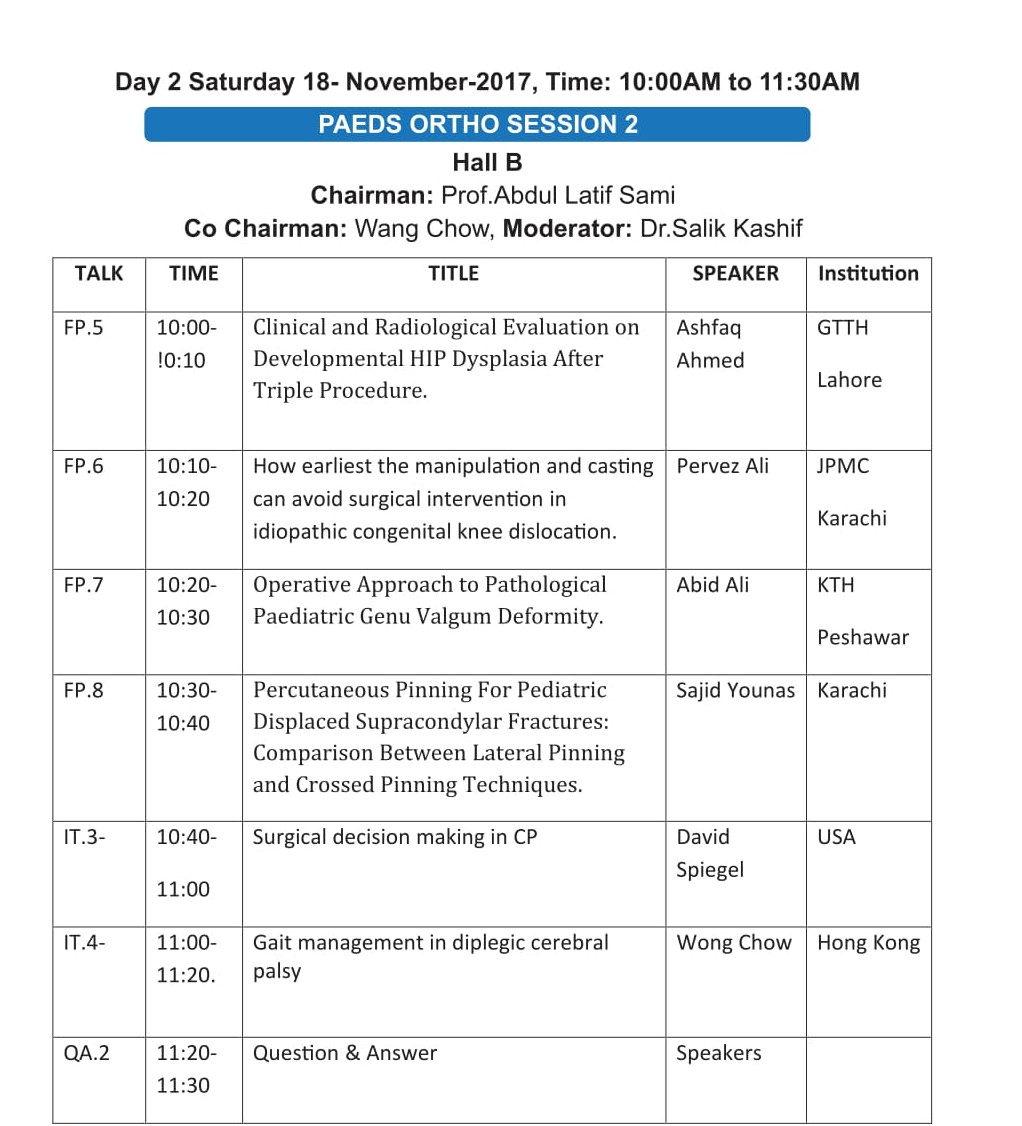 Day 2 Saturday 18- November-2017, Time: 10:00AM to 11:30AM
PAEDS ORTHO SESSION 2
Hall B
Chairman: Prof.Abdul Latif Sami
Co Chairman: Wang Chow, Moderator: Dr.Salik Kashif
TALK TIME TITLE SPEAKER Institution
FP.5 10:00- Clinical and Radiological Evaluation on Ashfaq GTTH
!0:10 Developmental HIP Dysplasia After Ahmed
Lahore
Triple Procedure.
FP.6 10:10- How earliest the manipulation and casting Pervez Ali JPMC
10:20 can avoid surgical intervention in
Karachi
idiopathic congenital knee dislocation.
FP.7 10:20- Operative Approach to Pathological Abid Ali KTH
10:30 Paediatric Genu Valgum Deformity.
Peshawar
FP.8 10:30- Percutaneous Pinning For Pediatric Sajid Younas Karachi
10:40 Displaced Supracondylar Fractures:
Comparison Between Lateral Pinning
and Crossed Pinning Techniques.
IT.3- 10:40- Surgical decision making in CP David USA
Spiegel
11:00
IT.4- 11:00- Gait management in diplegic cerebral Wong Chow Hong Kong
11:20. palsy
QA.2 11:20- Question & Answer Speakers
11:30